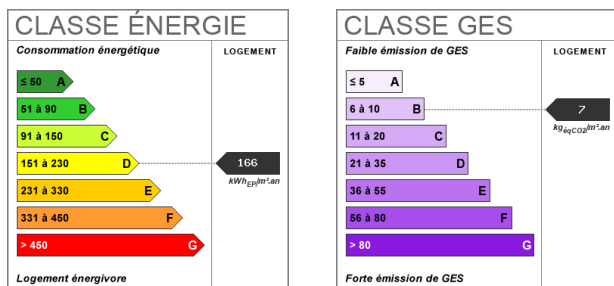 CLASSE ÉNERGIE
Consommation énergétique
LOGEMENT
≤ 50 A
51 à 90 B
91 à 150 C
151 à 230 D
166
kWhEP/m².an
231 à 330 E
331 à 450 F
> 450 G
Logement énergivore
CLASSE GES
Faible émission de GES
LOGEMENT
≤ 5 A
6 à 10 B
7
kgéqCO2/m².an
11 à 20 C
21 à 35 D
36 à 55 E
56 à 80 F
> 80 G
Forte émission de GES